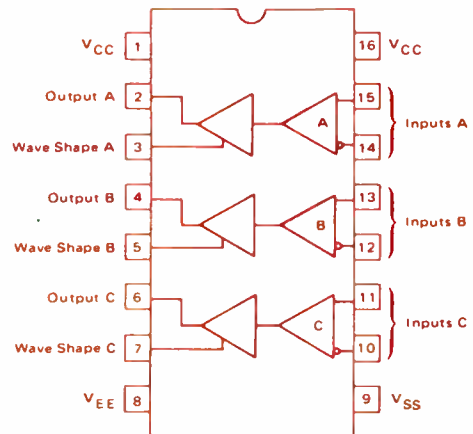 VCC 1 16 VCC
Output A 2 15
Inputs A
Wave Shape A 3 A 14
Output B 4 13
Inputs B
Wave Shape B 5 B 12
Output C 6 11
Inputs C
Wave Shape C 7 C 10
VEE 8 9 VSS